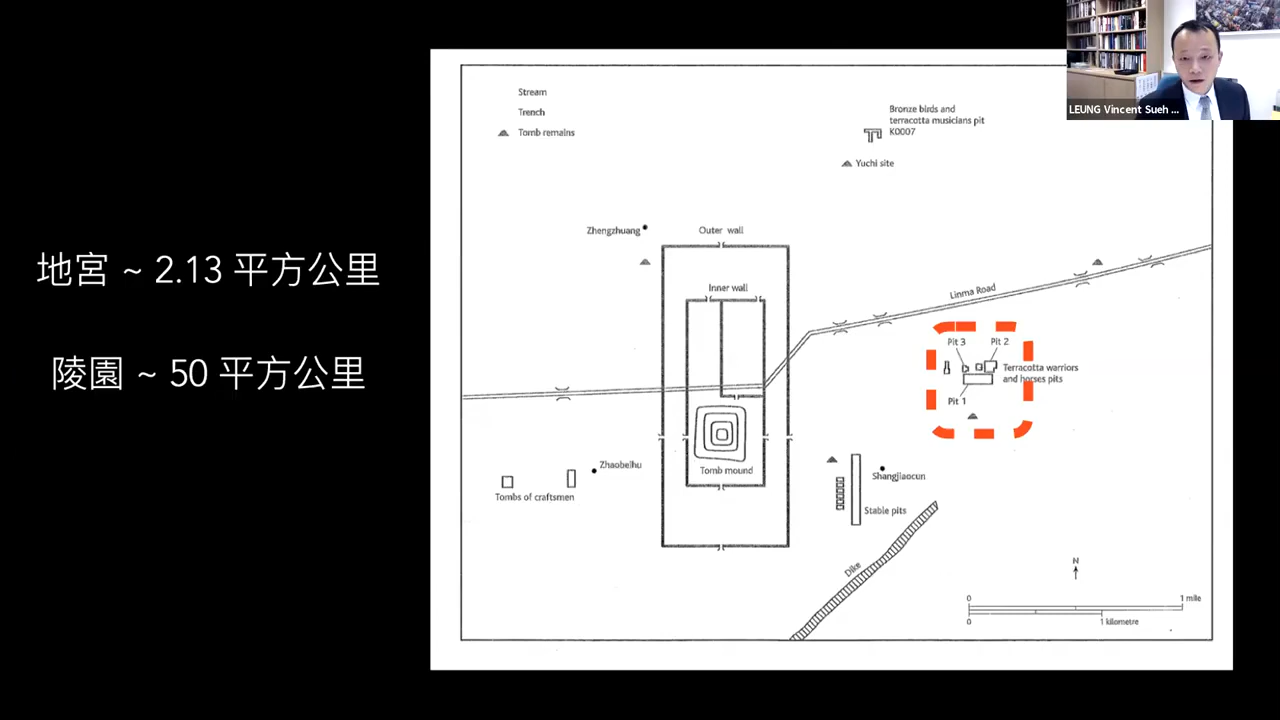 LEUNG Vincent Sueh ...
地宮 ~ 2.13 平方公里
陵園 ~ 50 平方公里
Stream
Trench
Tomb remains
Bronze birds and
terracotta musicians pit
K0007
Yuchi site
Zhengzhuang
Outer wall
Inner wall
Linma Road
Pit 3
Pit 2
Terracotta warriors
and horses pits
Pit 1
Zhaobeihu
Tomb mound
Tombs of craftsmen
Shangjiaocun
Stable pits
Dike
N
0
1 mile
0
1 kilometre